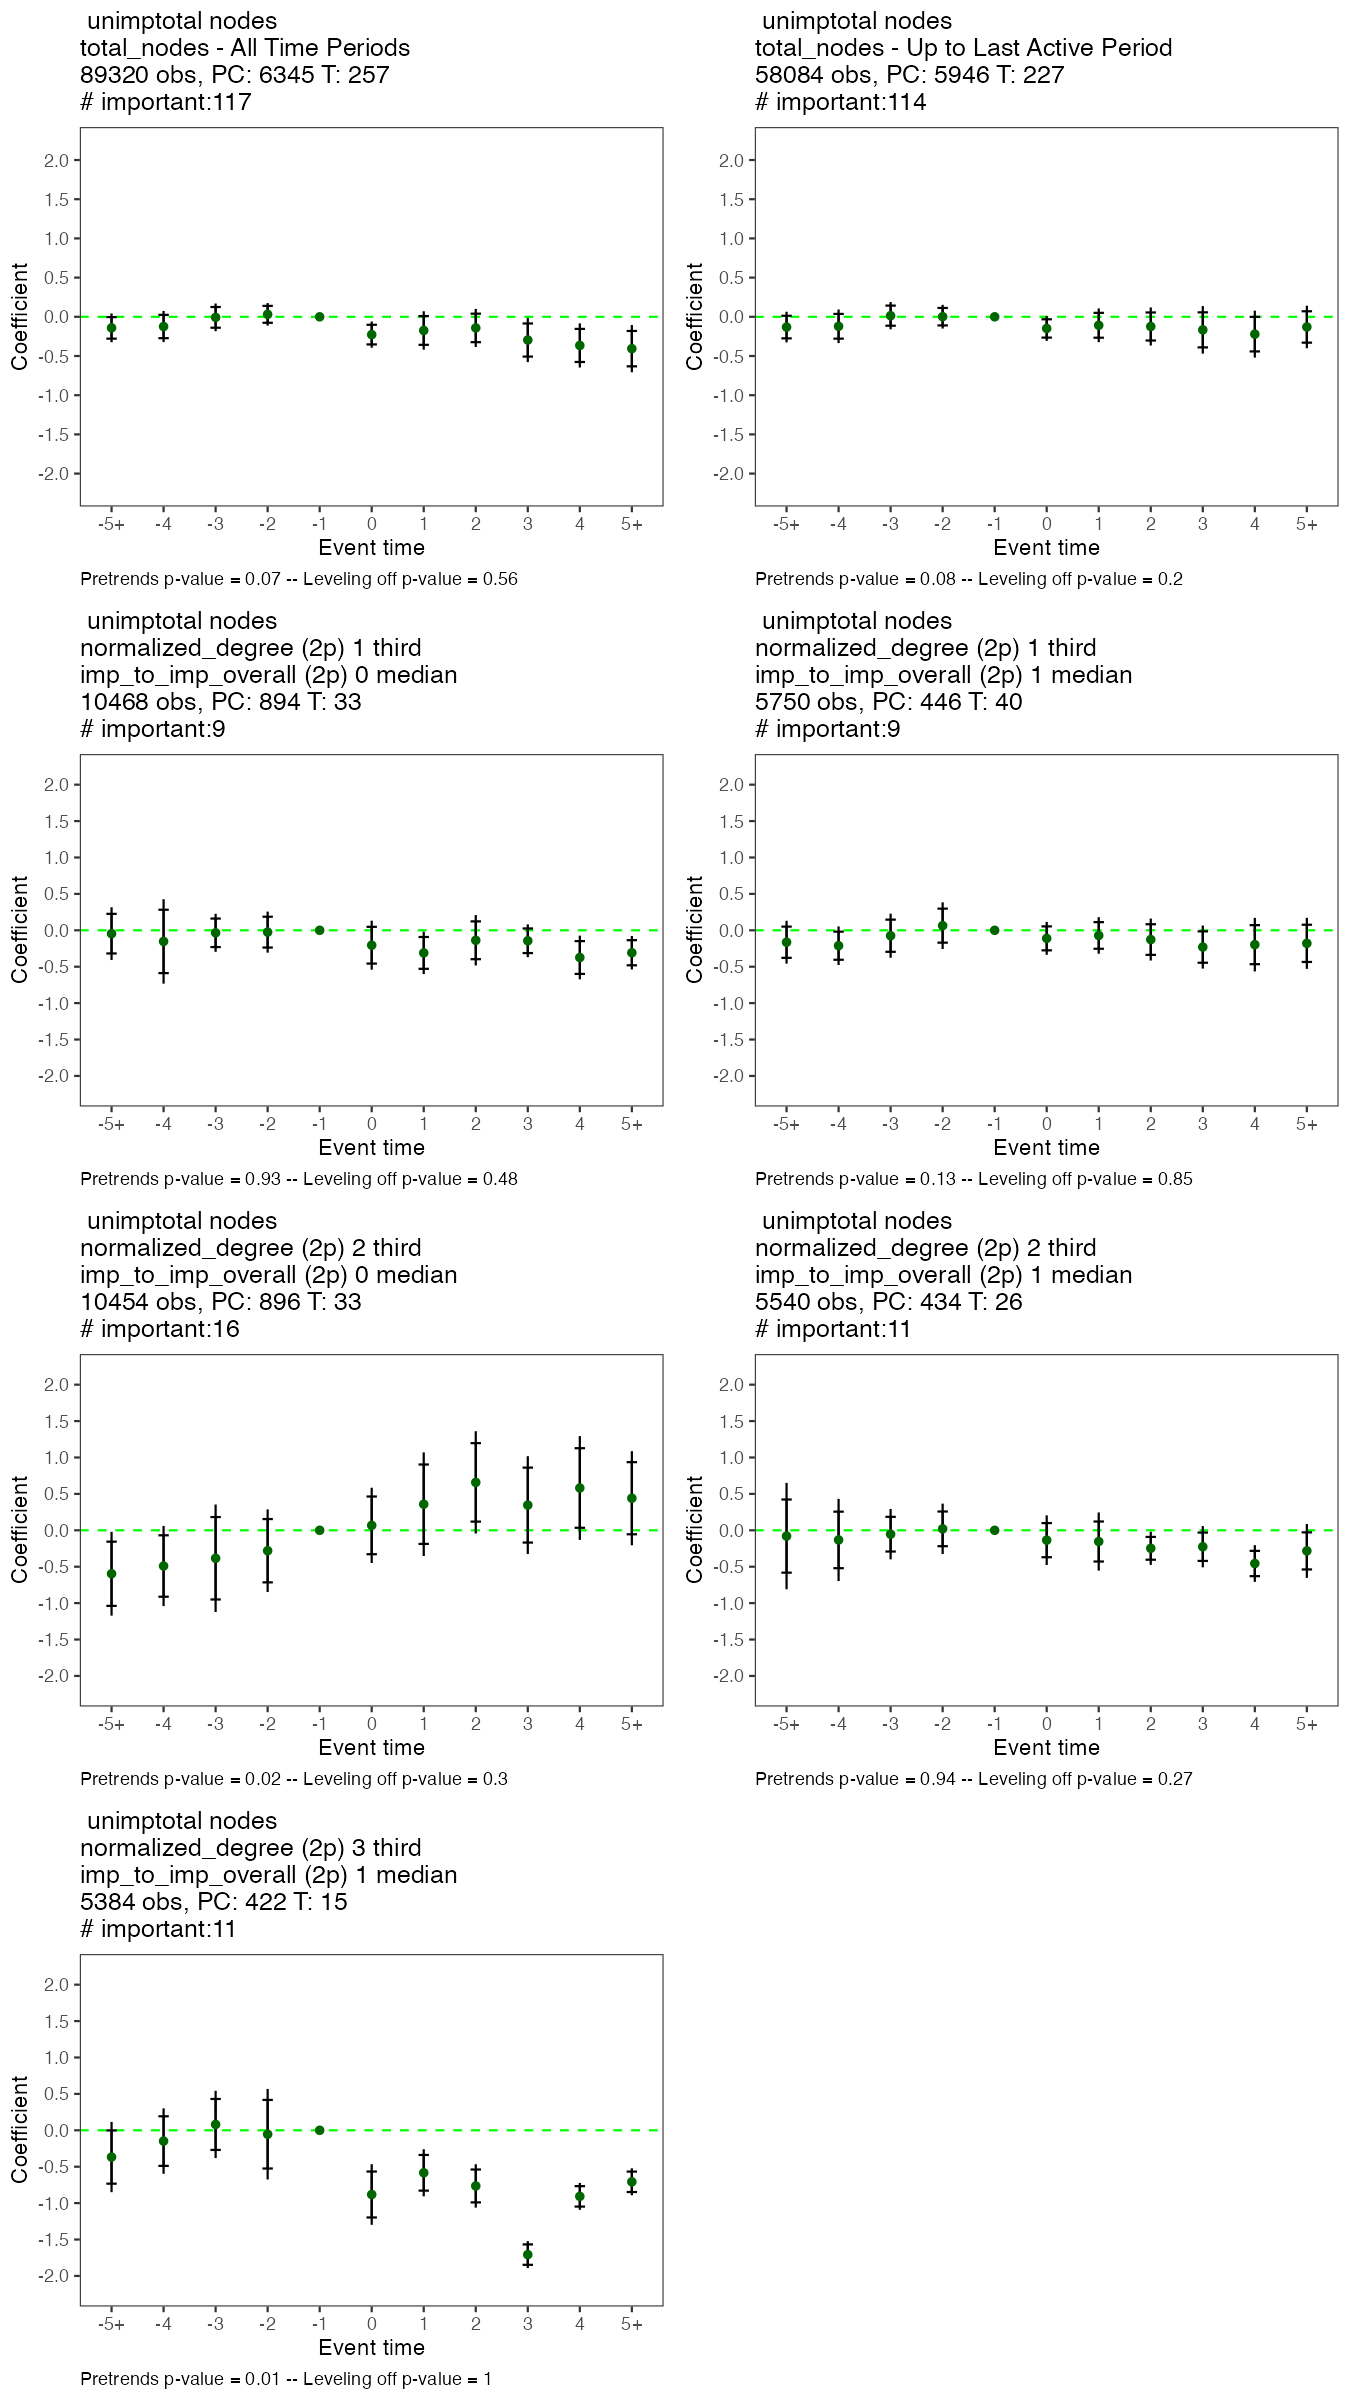 unimptotal nodes
total_nodes - All Time Periods
89320 obs, PC: 6345 T: 257
# important:117
2.0
1.5
1.0
0.5
0.0
-0.5
-1.0
-1.5
-2.0
Coefficient
-5+ -4 -3 -2 -1 0 1 2 3 4 5+
Event time
Pretrends p-value = 0.07 -- Leveling off p-value = 0.56
unimptotal nodes
total_nodes - Up to Last Active Period
58084 obs, PC: 5946 T: 227
# important:114
2.0
1.5
1.0
0.5
0.0
-0.5
-1.0
-1.5
-2.0
Coefficient
-5+ -4 -3 -2 -1 0 1 2 3 4 5+
Event time
Pretrends p-value = 0.08 -- Leveling off p-value = 0.2
unimptotal nodes
normalized_degree (2p) 1 third
imp_to_imp_overall (2p) 0 median
10468 obs, PC: 894 T: 33
# important:9
2.0
1.5
1.0
0.5
0.0
-0.5
-1.0
-1.5
-2.0
Coefficient
-5+ -4 -3 -2 -1 0 1 2 3 4 5+
Event time
Pretrends p-value = 0.93 -- Leveling off p-value = 0.48
unimptotal nodes
normalized_degree (2p) 1 third
imp_to_imp_overall (2p) 1 median
5750 obs, PC: 446 T: 40
# important:9
2.0
1.5
1.0
0.5
0.0
-0.5
-1.0
-1.5
-2.0
Coefficient
-5+ -4 -3 -2 -1 0 1 2 3 4 5+
Event time
Pretrends p-value = 0.13 -- Leveling off p-value = 0.85
unimptotal nodes
normalized_degree (2p) 2 third
imp_to_imp_overall (2p) 0 median
10454 obs, PC: 896 T: 33
# important:16
2.0
1.5
1.0
0.5
0.0
-0.5
-1.0
-1.5
-2.0
Coefficient
-5+ -4 -3 -2 -1 0 1 2 3 4 5+
Event time
Pretrends p-value = 0.02 -- Leveling off p-value = 0.3
unimptotal nodes
normalized_degree (2p) 2 third
imp_to_imp_overall (2p) 1 median
5540 obs, PC: 434 T: 26
# important:11
2.0
1.5
1.0
0.5
0.0
-0.5
-1.0
-1.5
-2.0
Coefficient
-5+ -4 -3 -2 -1 0 1 2 3 4 5+
Event time
Pretrends p-value = 0.94 -- Leveling off p-value = 0.27
unimptotal nodes
normalized_degree (2p) 3 third
imp_to_imp_overall (2p) 1 median
5384 obs, PC: 422 T: 15
# important:11
2.0
1.5
1.0
0.5
0.0
-0.5
-1.0
-1.5
-2.0
Coefficient
-5+ -4 -3 -2 -1 0 1 2 3 4 5+
Event time
Pretrends p-value = 0.01 -- Leveling off p-value = 1